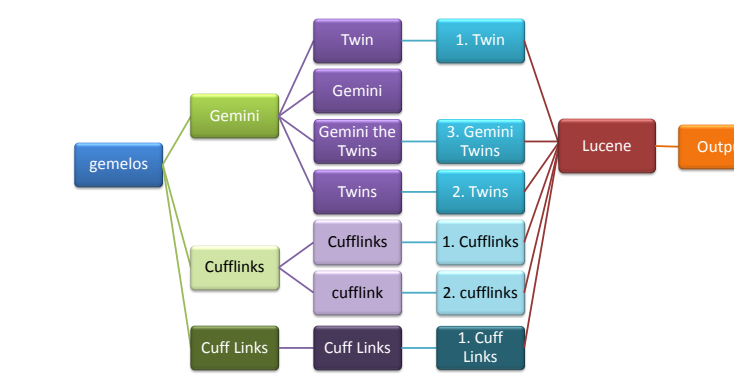 gemelos
Gemini
Cufflinks
Cuff Links
Twin
Gemini
Gemini the
Twins
Twins
Cufflinks
cufflink
Cuff Links
1. Twin
3. Gemini
Twins
2. Twins
1. Cufflinks
2. cufflinks
1. Cuff
Links
Lucene